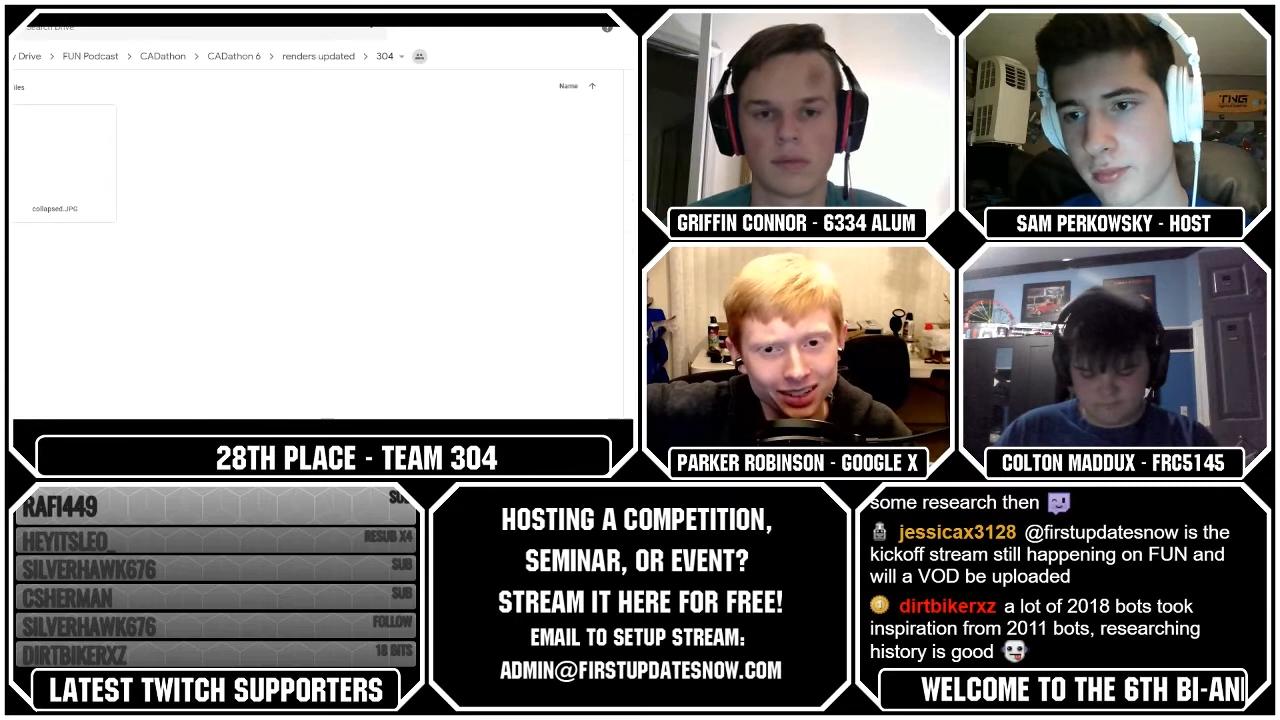 Search Drive
Drive > FUN Podcast > CADathon > CADathon 6 > renders updated > 304
Name
collapsed.JPG
28TH PLACE - TEAM 304
GRIFFIN CONNOR - 6334 ALUM
TNG
SAM PERKOWSKY - HOST
PARKER ROBINSON - GOOGLE X
COLTON MADDUX - FRC5145
RAFI449
HEYITSLEO_ RESUB X4
SILVERHAWK676 SUB
CSHERMAN SUB
SILVERHAWK676 FOLLOW
DIRTBIKERXZ 18 BITS
LATEST TWITCH SUPPORTERS
HOSTING A COMPETITION,
SEMINAR, OR EVENT?
STREAM IT HERE FOR FREE!
EMAIL TO SETUP STREAM:
ADMIN@FIRSTUPDATESNOW.COM
some research then
jessicax3128 @firstupdatesnow is the
kickoff stream still happening on FUN and
will a VOD be uploaded
dirtbikerxz a lot of 2018 bots took
inspiration from 2011 bots, researching
history is good
WELCOME TO THE 6TH BI-AN